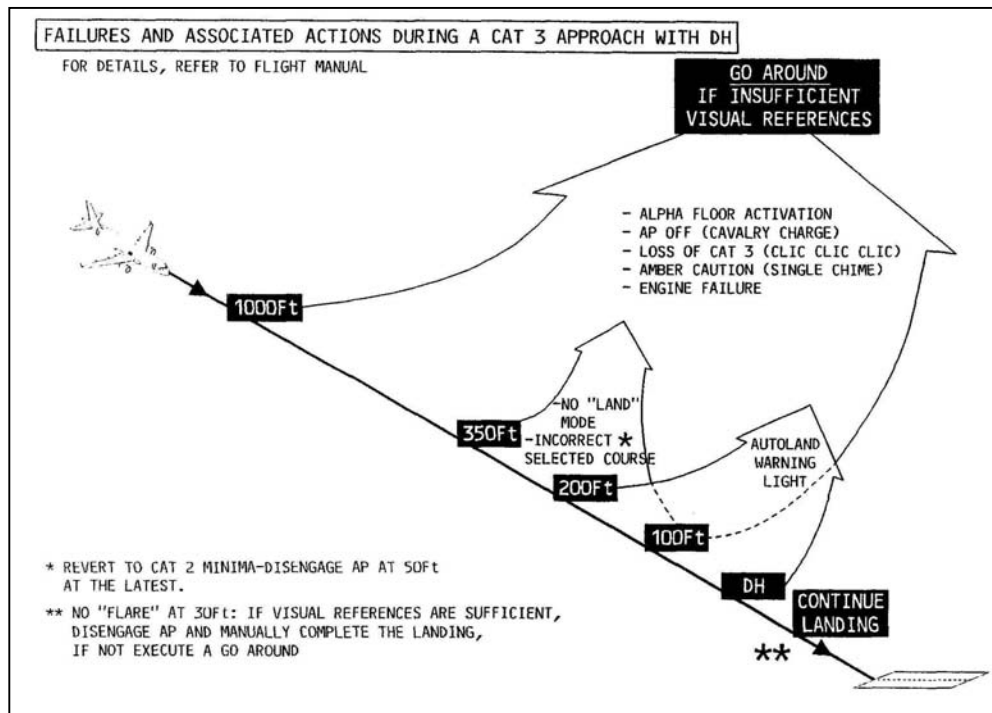 FAILURES AND ASSOCIATED ACTIONS DURING A CAT 3 APPROACH WITH DH
FOR DETAILS, REFER TO FLIGHT MANUAL
GO AROUND
IF INSUFFICIENT
VISUAL REFERENCES
- ALPHA FLOOR ACTIVATION
- AP OFF (CAVALRY CHARGE)
- LOSS OF CAT 3 (CLIC CLIC CLIC)
- AMBER CAUTION (SINGLE CHIME)
- ENGINE FAILURE
1000Ft
350Ft
-NO "LAND"
MODE
-INCORRECT *
SELECTED COURSE
200Ft
AUTOLAND
WARNING
LIGHT
100Ft
DH
CONTINUE
LANDING
**
* REVERT TO CAT 2 MINIMA-DISENGAGE AP AT 50Ft
AT THE LATEST.
** NO "FLARE" AT 30Ft: IF VISUAL REFERENCES ARE SUFFICIENT,
DISENGAGE AP AND MANUALLY COMPLETE THE LANDING,
IF NOT EXECUTE A GO AROUND